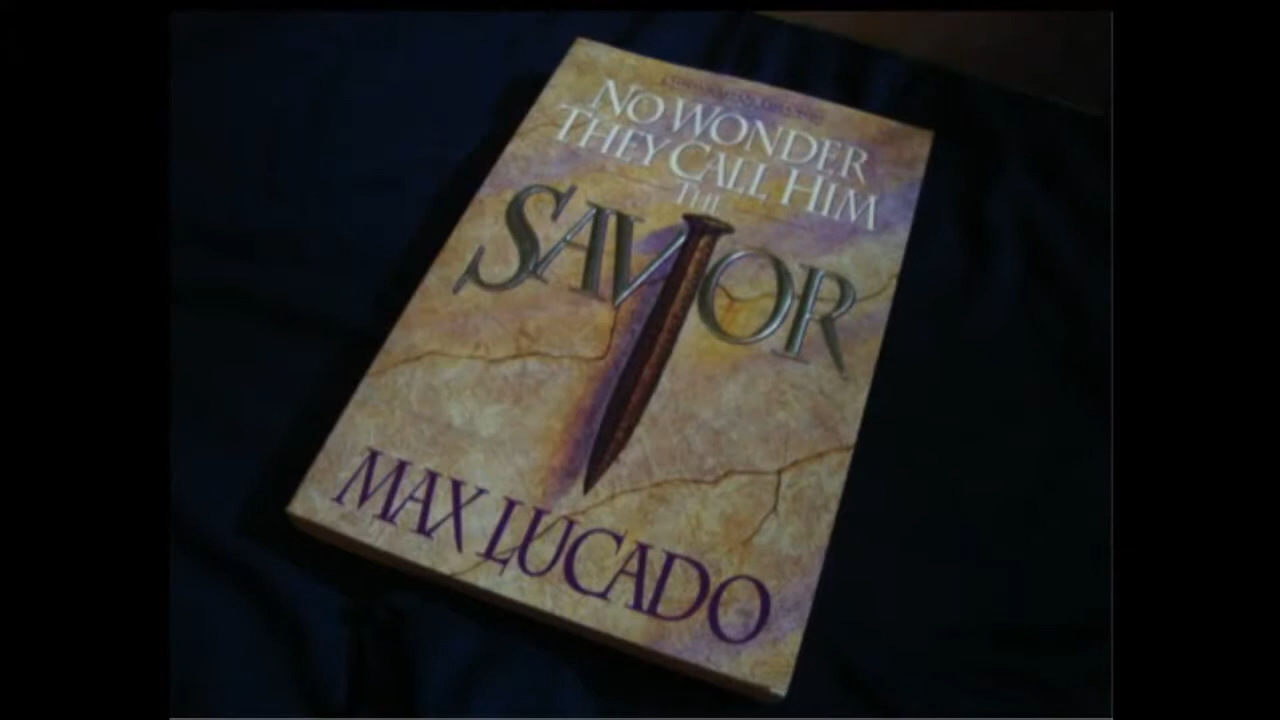 NO WONDER
THEY CALL HIM
THE
SAVIOR
MAX LUCADO